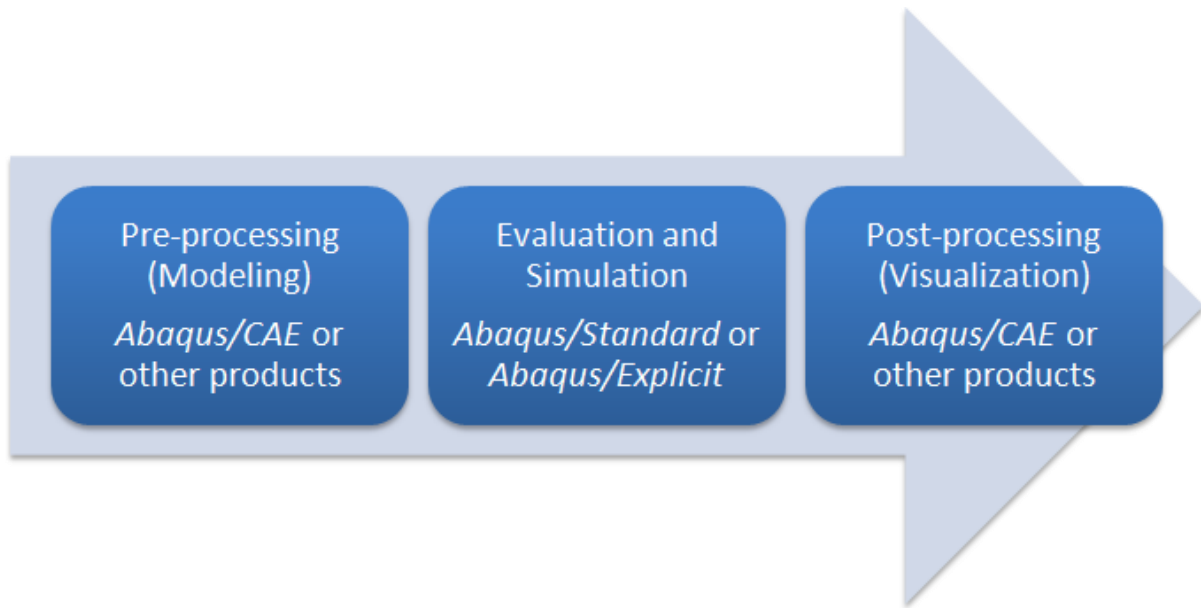 Pre-processing
(Modeling)
Abaqus/CAE or
other products
Evaluation and
Simulation
Abaqus/Standard or
Abaqus/Explicit
Post-processing
(Visualization)
Abaqus/CAE or
other products